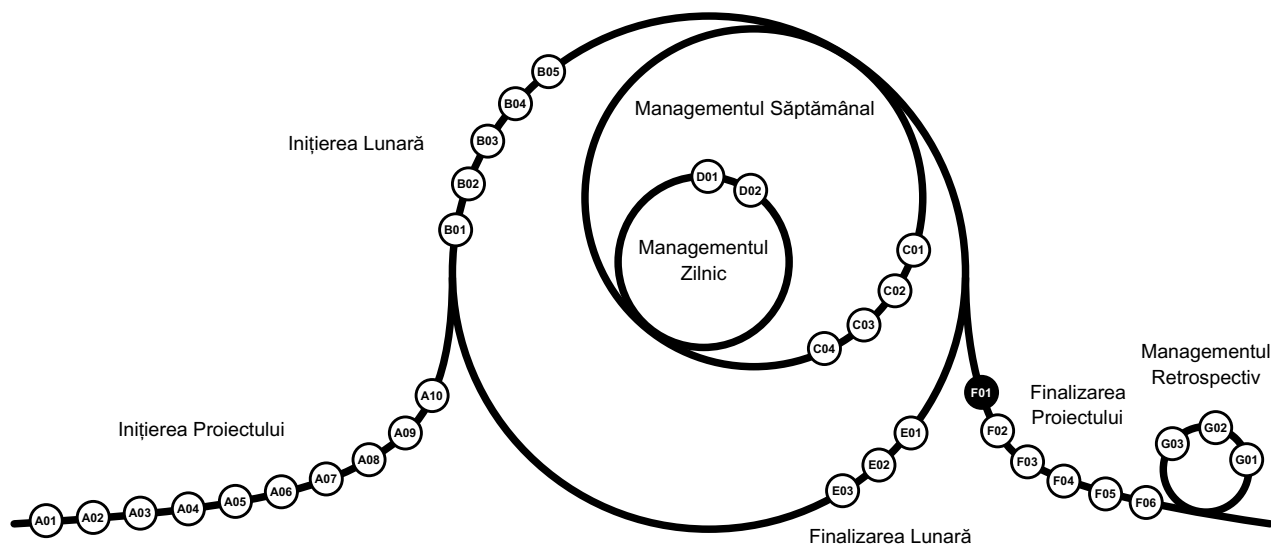 B05
B04
Managementul Săptămânal
Inițierea Lunară
B03
B02
D01
D02
B01
Managementul
Zilnic
C01
C02
C03
C04
Managementul
Retrospectiv
A10
F01
Finalizarea
Proiectului
Inițierea Proiectului
A09
E01
F02
G03
G02
G01
A08
E02
F03
A07
F04
A06
E03
F05
A05
F06
A04
A03
A02
A01
Finalizarea Lunară